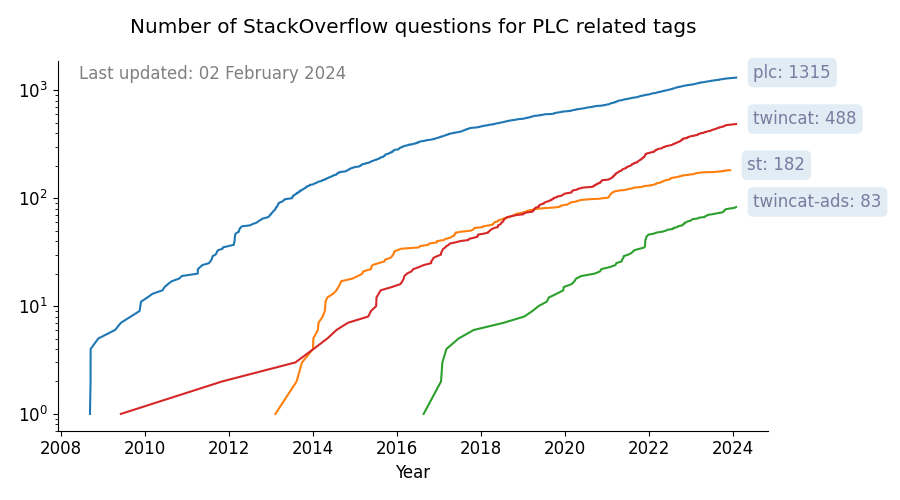 Number of StackOverflow questions for PLC related tags
Last updated: 02 February 2024
plc: 1315
twincat: 488
st: 182
twincat-ads: 83
10³
10²
10¹
10⁰
2008 2010 2012 2014 2016 2018 2020 2022 2024
Year